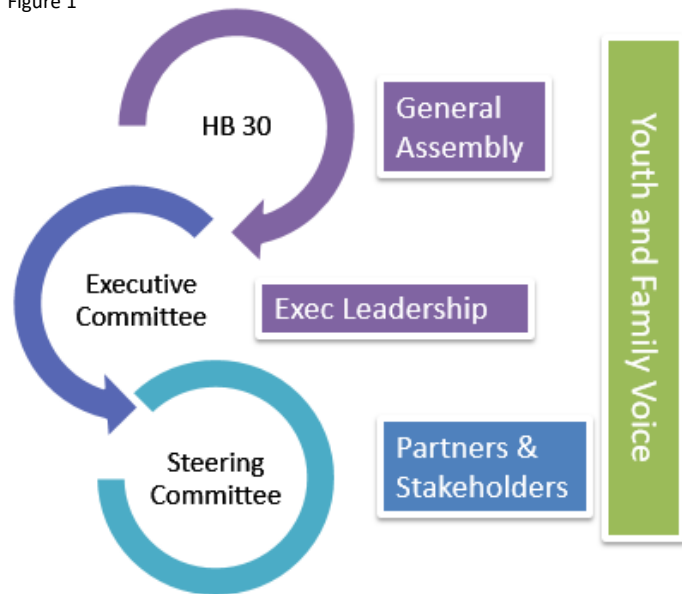 Figure 1
HB 30
General
Assembly
Executive
Committee
Exec Leadership
Steering
Committee
Partners &
Stakeholders
Youth and Family Voice